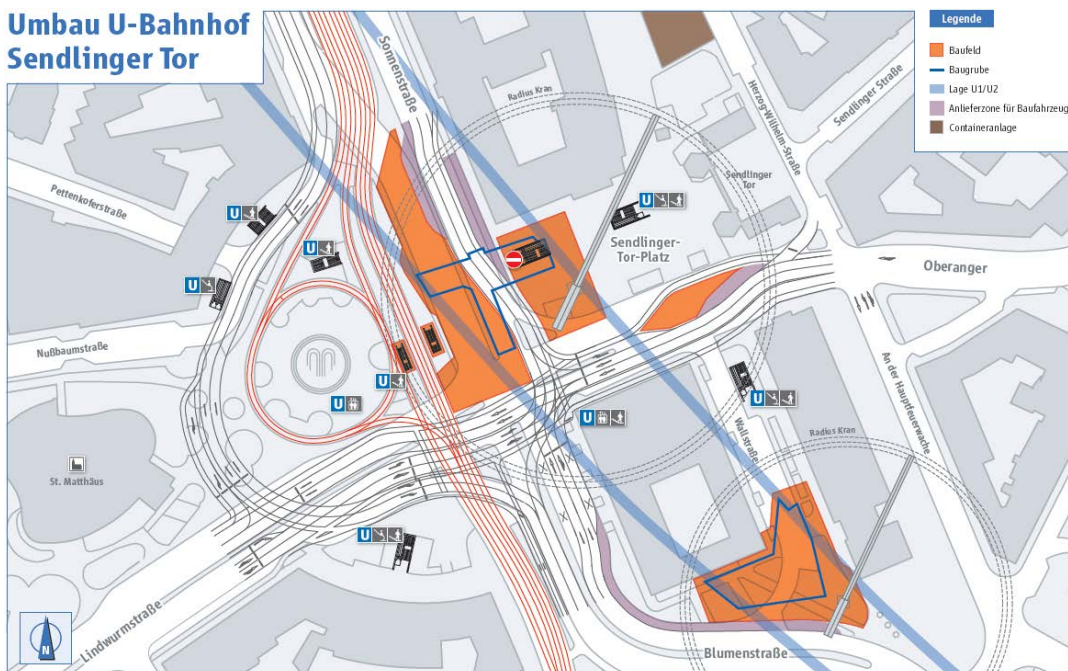 Umbau U-Bahnhof
Sendlinger Tor
Legende
Baufeld
Baugrube
Lage U1/U2
Anlieferzone für Baufahrzeug
Containeranlage
Sonnenstraße
Radius Kran
Herzog-Wilhelm-Straße
Sendlinger Straße
Pettenkoferstraße
Sendlinger
Tor
U
U
Sendlinger-
Tor-Platz
U
U
Oberanger
Nußbaumstraße
U
U
An der Hauptfeuerwache
U
U
Wallstraße
Radius Kran
St. Matthäus
U
Lindwurmstraße
Blumenstraße
N